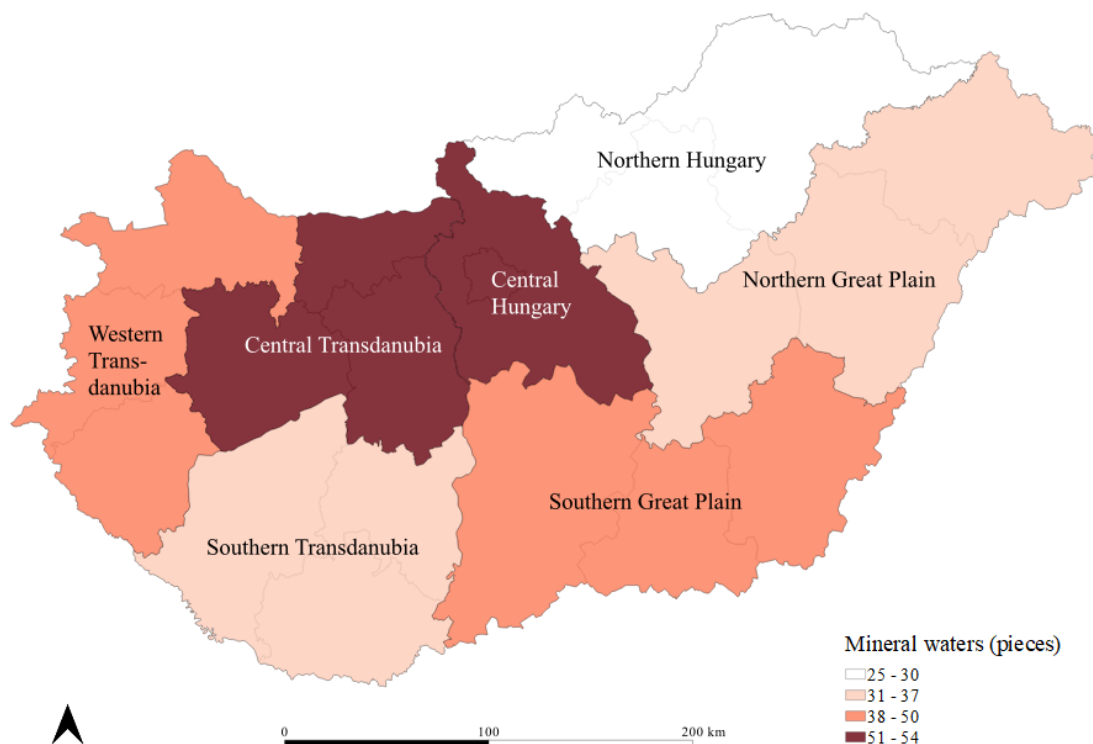 Northern Hungary
Northern Great Plain
Central
Hungary
Western
Trans-
danubia
Central Transdanubia
Southern Great Plain
Southern Transdanubia
Mineral waters (pieces)
25 - 30
31 - 37
38 - 50
51 - 54
0 100 200 km